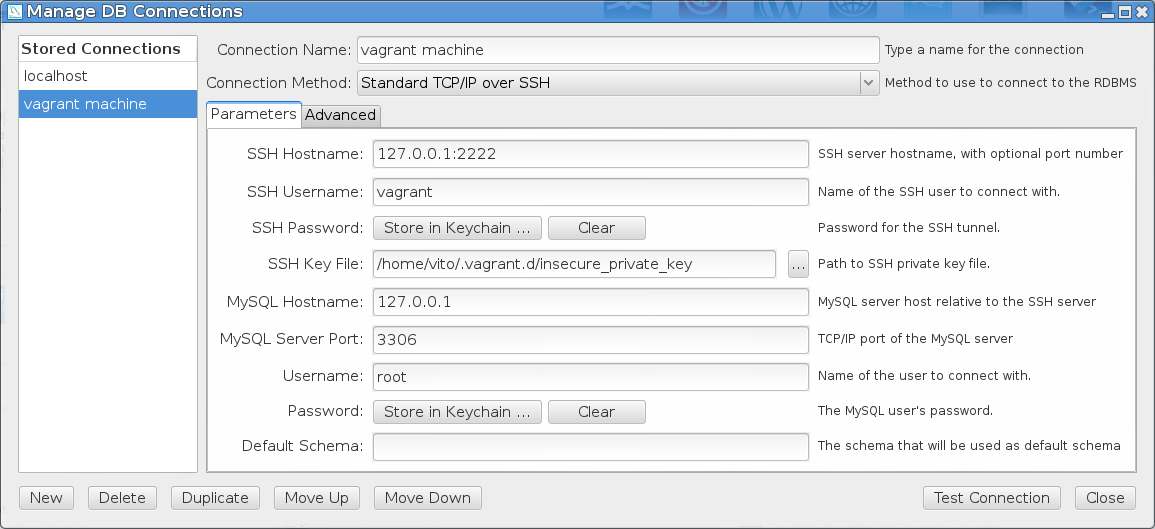 Manage DB Connections
Stored Connections
localhost
vagrant machine
Connection Name: vagrant machine Type a name for the connection
Connection Method: Standard TCP/IP over SSH Method to use to connect to the RDBMS
Parameters Advanced
SSH Hostname: 127.0.0.1:2222 SSH server hostname, with optional port number
SSH Username: vagrant Name of the SSH user to connect with.
SSH Password: Store in Keychain ... Clear Password for the SSH tunnel.
SSH Key File: /home/vito/.vagrant.d/insecure_private_key ... Path to SSH private key file.
MySQL Hostname: 127.0.0.1 MySQL server host relative to the SSH server
MySQL Server Port: 3306 TCP/IP port of the MySQL server
Username: root Name of the user to connect with.
Password: Store in Keychain ... Clear The MySQL user's password.
Default Schema: The schema that will be used as default schema
New Delete Duplicate Move Up Move Down Test Connection Close